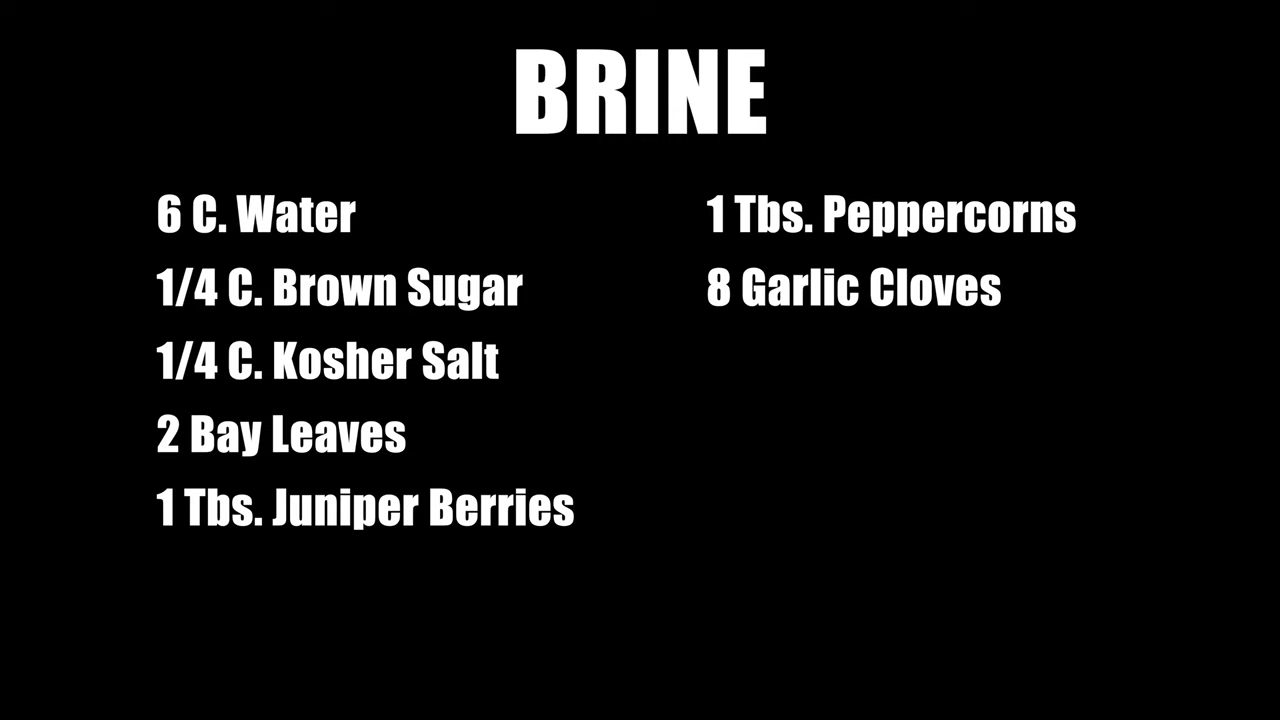 BRINE
6 C. Water
1/4 C. Brown Sugar
1/4 C. Kosher Salt
2 Bay Leaves
1 Tbs. Juniper Berries
1 Tbs. Peppercorns
8 Garlic Cloves